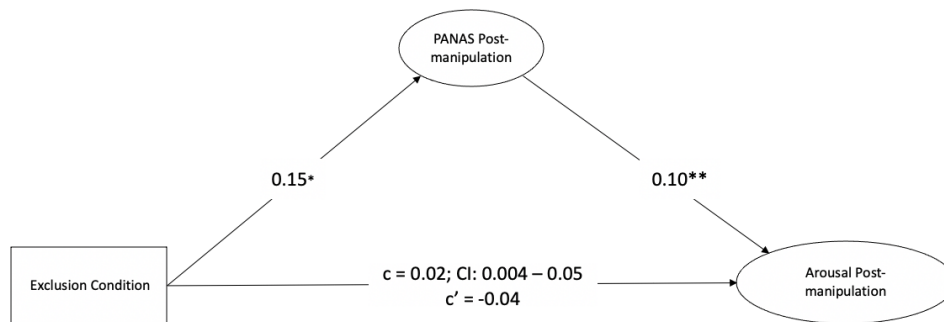 PANAS Post-
manipulation
0.15*
0.10**
Exclusion Condition
c = 0.02; CI: 0.004 – 0.05
c’ = -0.04
Arousal Post-
manipulation